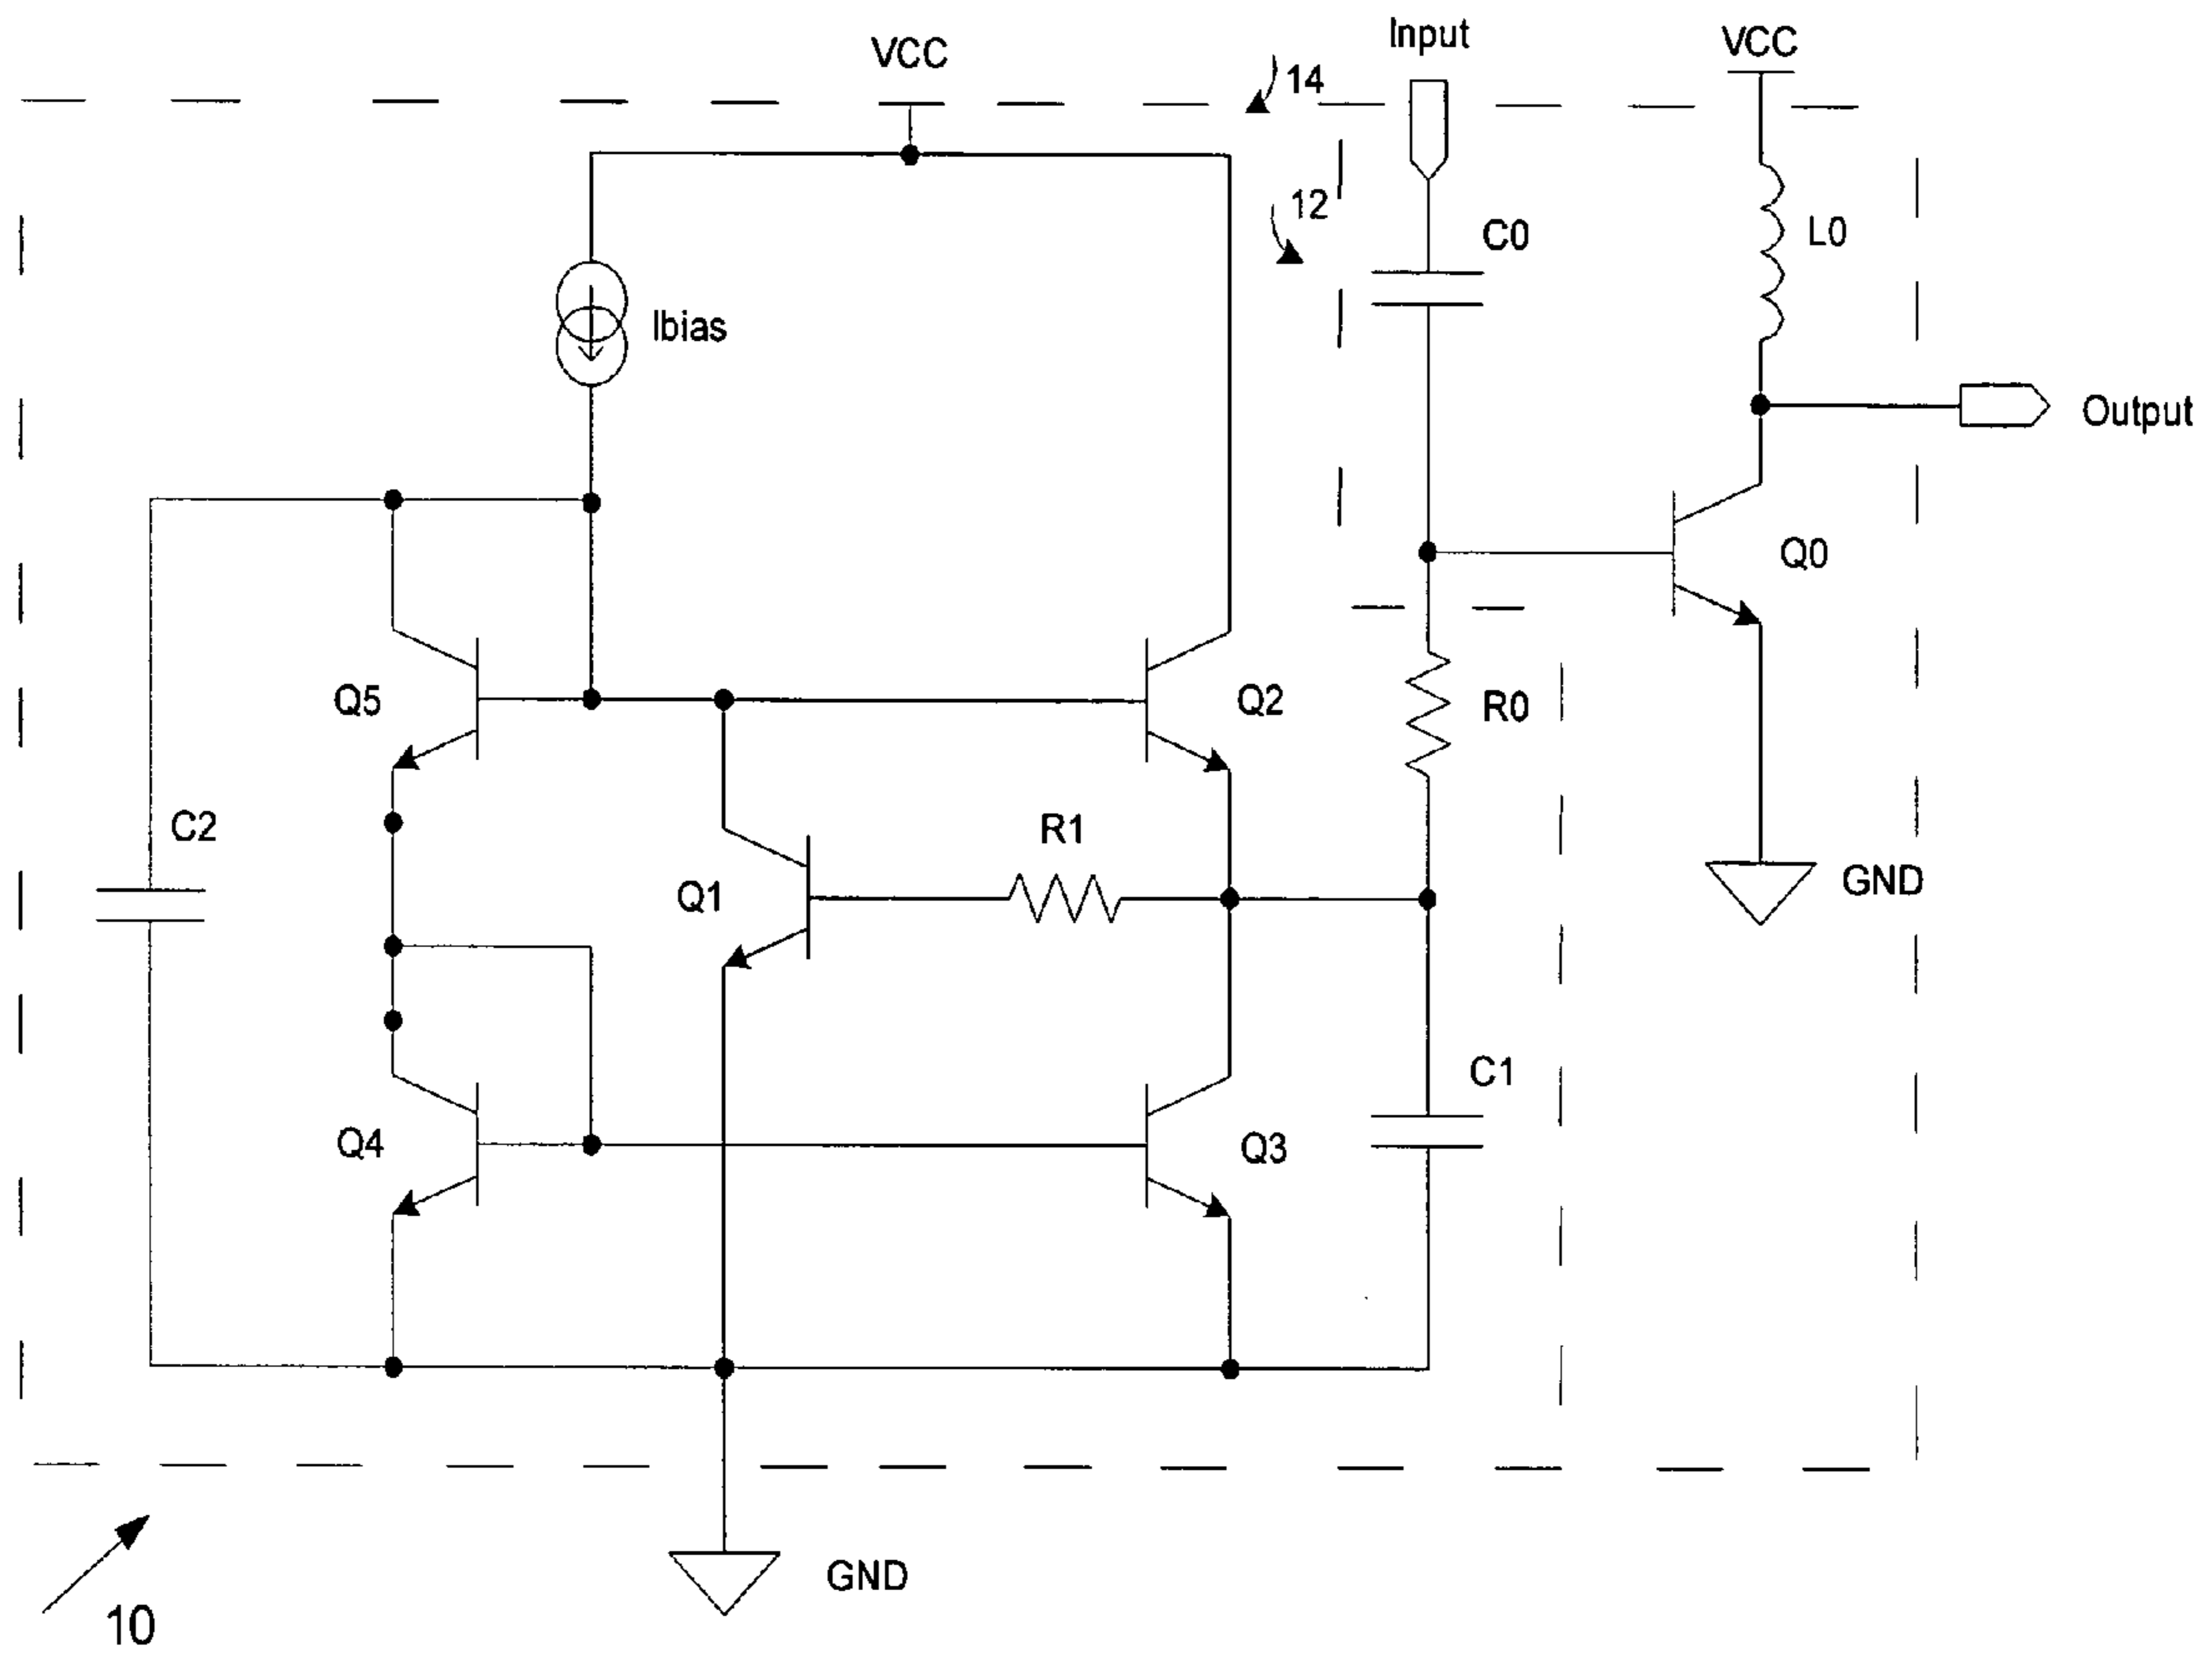 Input
VCC
VCC
14
12
C0
L0
Ibias
Output
Q0
Q5
Q2
R0
C2
R1
Q1
GND
C1
Q4
Q3
GND
10